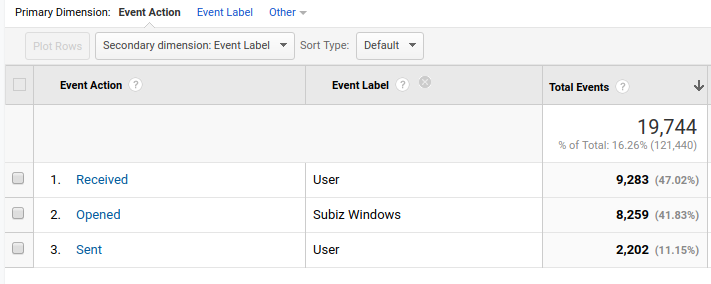 Primary Dimension: Event Action Event Label Other
Plot Rows Secondary dimension: Event Label Sort Type: Default
Event Action ? Event Label ? Total Events ?
19,744
% of Total: 16.26% (121,440)
1. Received User 9,283 (47.02%)
2. Opened Subiz Windows 8,259 (41.83%)
3. Sent User 2,202 (11.15%)